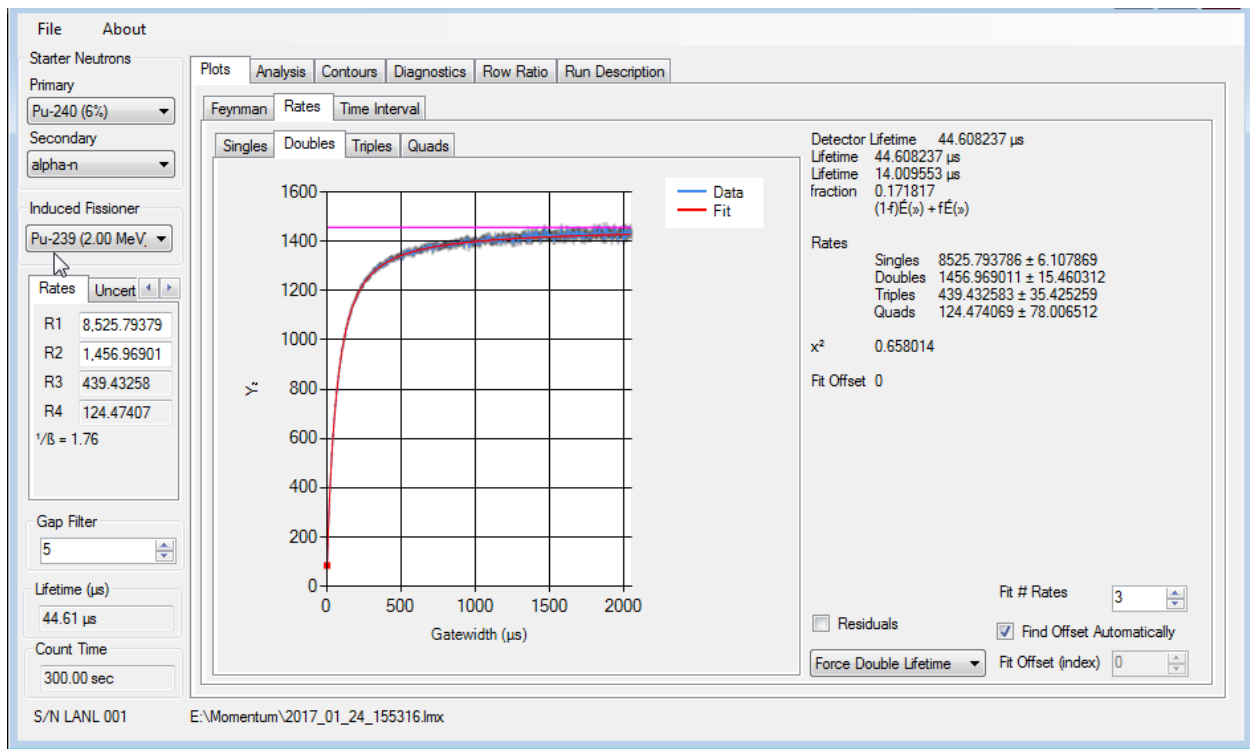 File About
Starter Neutrons
Primary
Pu-240 (6%)
Secondary
alpha-n
Induced Fissioner
Pu-239 (2.00 MeV)
Rates Uncert
R1 8,525.79379
R2 1,456.96901
R3 439.43258
R4 124.47407
¹/ß = 1.76
Gap Filter
5
Lifetime (µs)
44.61 µs
Count Time
300.00 sec
Plots Analysis Contours Diagnostics Row Ratio Run Description
Feynman Rates Time Interval
Singles Doubles Triples Quads
1600
1400
1200
1000
800
600
400
200
0
Y₂
0 500 1000 1500 2000
Gatewidth (µs)
Data
Fit
Detector Lifetime 44.608237 µs
Lifetime 44.608237 µs
Lifetime 14.009553 µs
fraction 0.171817
(1-f)É(») + fÉ(»)
Rates
Singles 8525.793786 ± 6.107869
Doubles 1456.969011 ± 15.460312
Triples 439.432583 ± 35.425259
Quads 124.474069 ± 78.006512
x² 0.658014
Fit Offset 0
Fit # Rates 3
Residuals
Find Offset Automatically
Force Double Lifetime
Fit Offset (index) 0
S/N LANL 001 E:\Momentum\2017_01_24_155316.lmx